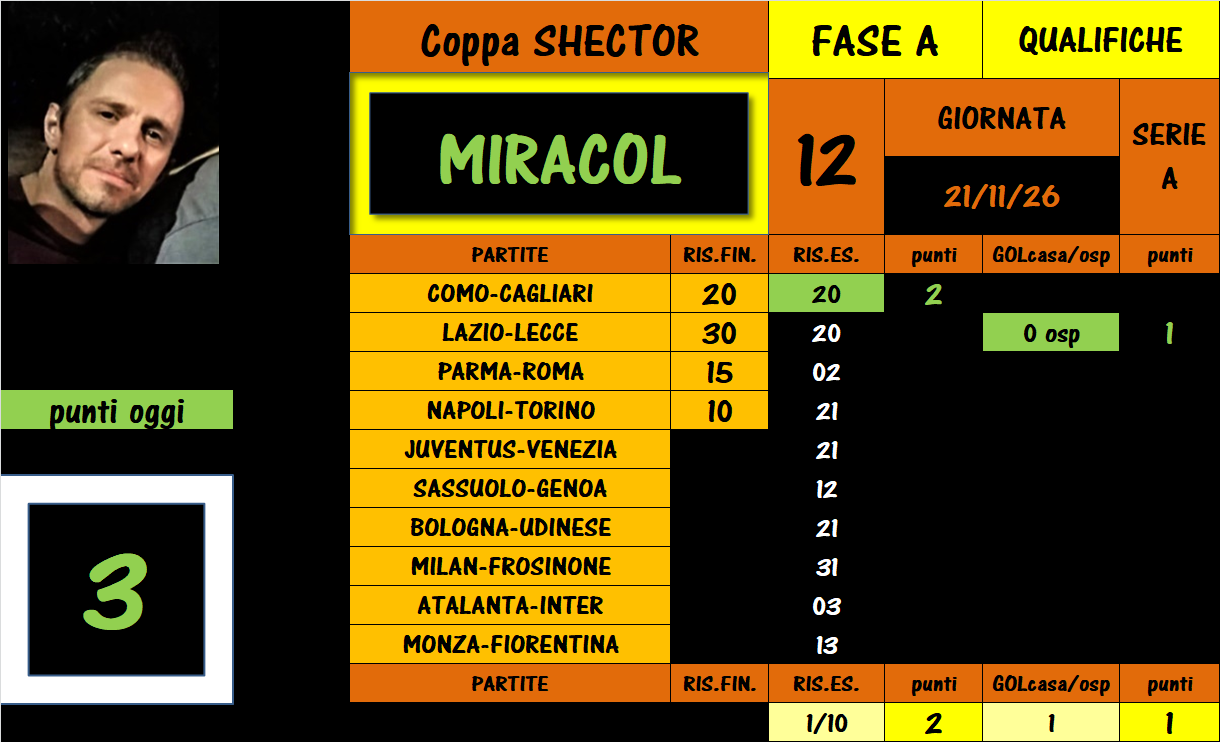 Coppa SHECTOR FASE A QUALIFICHE
MIRACOL 12 GIORNATA SERIE A
21/11/26
PARTITE RIS.FIN. RIS.ES. punti GOLcasa/osp punti
COMO-CAGLIARI 20 20 2
LAZIO-LECCE 30 20 0 osp 1
PARMA-ROMA 15 02
punti oggi NAPOLI-TORINO 10 21
JUVENTUS-VENEZIA 21
SASSUOLO-GENOA 12
BOLOGNA-UDINESE 21
MILAN-FROSINONE 31
3 ATALANTA-INTER 03
MONZA-FIORENTINA 13
PARTITE RIS.FIN. RIS.ES. punti GOLcasa/osp punti
1/10 2 1 1